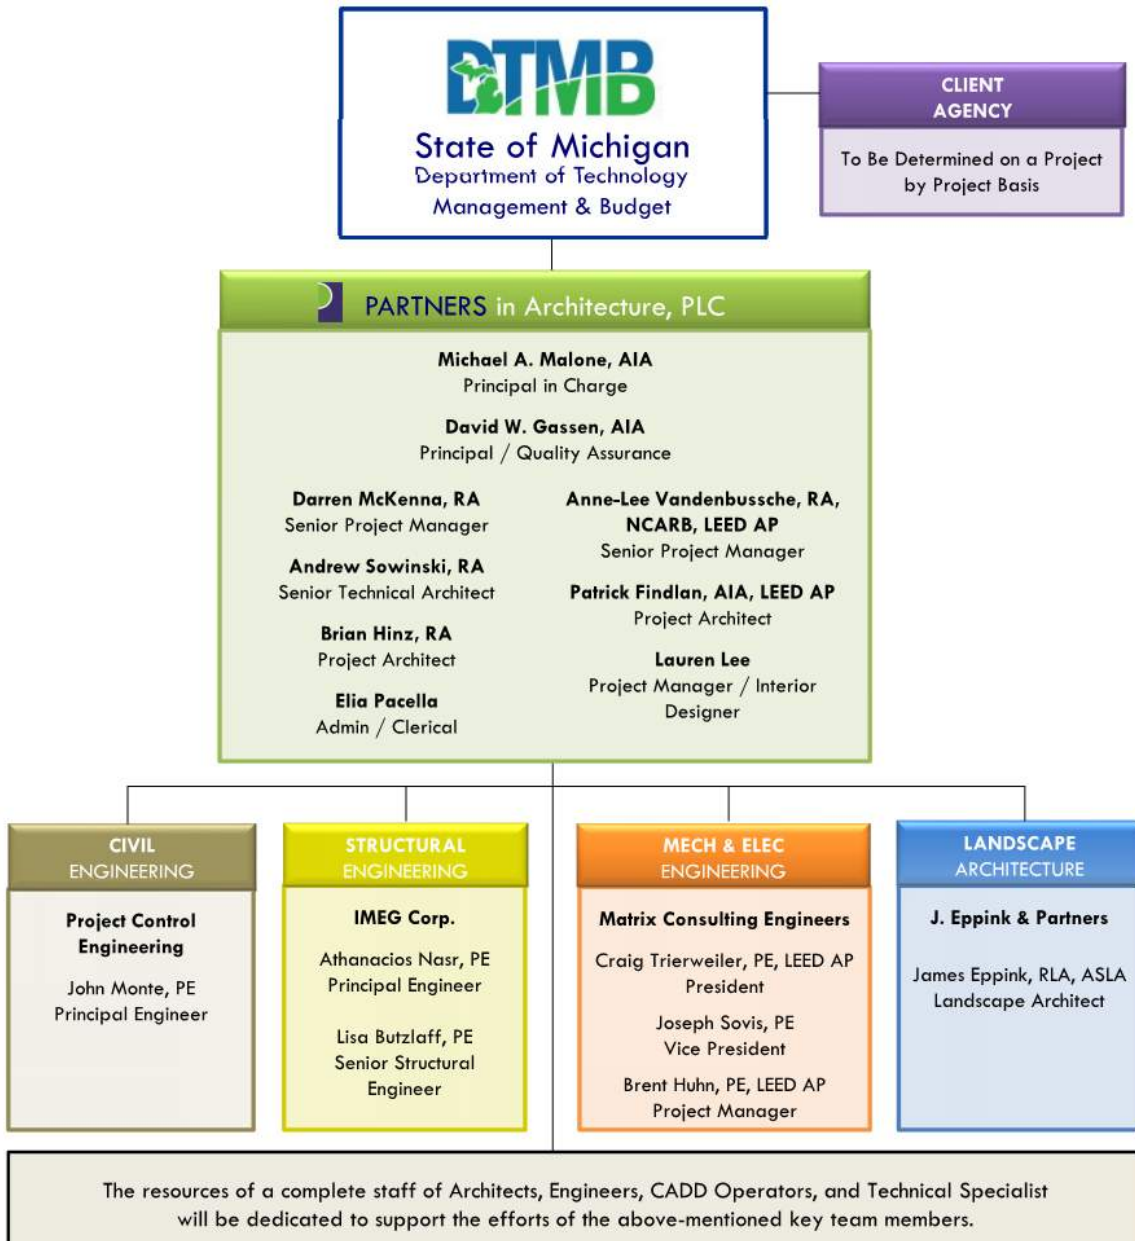 DTMB
State of Michigan
Department of Technology
Management & Budget
CLIENT
AGENCY
To Be Determined on a Project
by Project Basis
PARTNERS in Architecture, PLC
Michael A. Malone, AIA
Principal in Charge
David W. Gassen, AIA
Principal / Quality Assurance
Darren McKenna, RA
Senior Project Manager
Andrew Sowinski, RA
Senior Technical Architect
Brian Hinz, RA
Project Architect
Elia Pacella
Admin / Clerical
Anne-Lee Vandenbussche, RA,
NCARB, LEED AP
Senior Project Manager
Patrick Findlan, AIA, LEED AP
Project Architect
Lauren Lee
Project Manager / Interior
Designer
CIVIL
ENGINEERING
Project Control
Engineering
John Monte, PE
Principal Engineer
STRUCTURAL
ENGINEERING
IMEG Corp.
Athanacios Nasr, PE
Principal Engineer
Lisa Butzlaff, PE
Senior Structural
Engineer
MECH & ELEC
ENGINEERING
Matrix Consulting Engineers
Craig Trierweiler, PE, LEED AP
President
Joseph Sovis, PE
Vice President
Brent Huhn, PE, LEED AP
Project Manager
LANDSCAPE
ARCHITECTURE
J. Eppink & Partners
James Eppink, RLA, ASLA
Landscape Architect
The resources of a complete staff of Architects, Engineers, CADD Operators, and Technical Specialist
will be dedicated to support the efforts of the above-mentioned key team members.